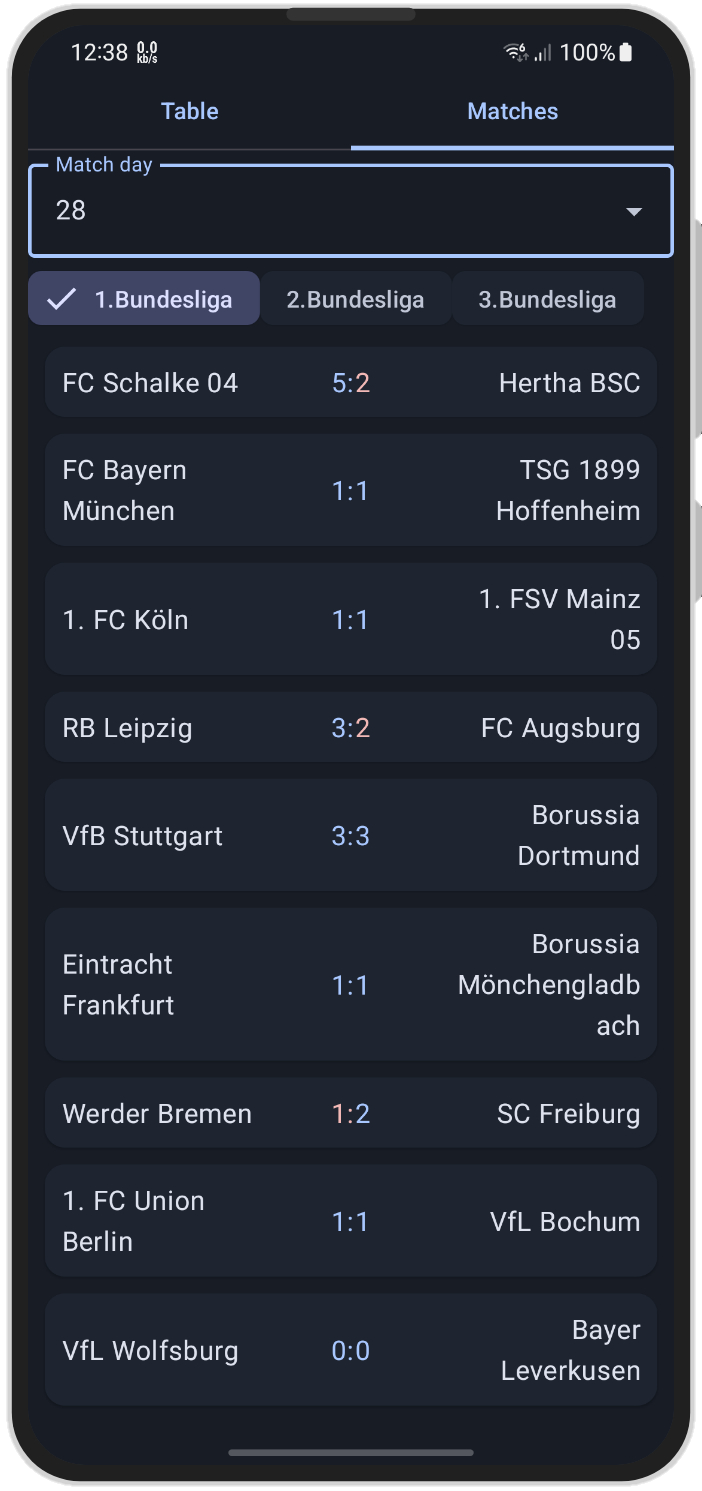 12:38 0.0 kb/s 6 100%
Table Matches
Match day
28
1.Bundesliga 2.Bundesliga 3.Bundesliga
FC Schalke 04 5:2 Hertha BSC
FC Bayern
München
1:1
TSG 1899
Hoffenheim
1. FC Köln
1:1
1. FSV Mainz
05
RB Leipzig 3:2 FC Augsburg
VfB Stuttgart
3:3
Borussia
Dortmund
Eintracht
Frankfurt
1:1
Borussia
Mönchengladb
ach
Werder Bremen 1:2 SC Freiburg
1. FC Union
Berlin
1:1
VfL Bochum
VfL Wolfsburg
0:0
Bayer
Leverkusen